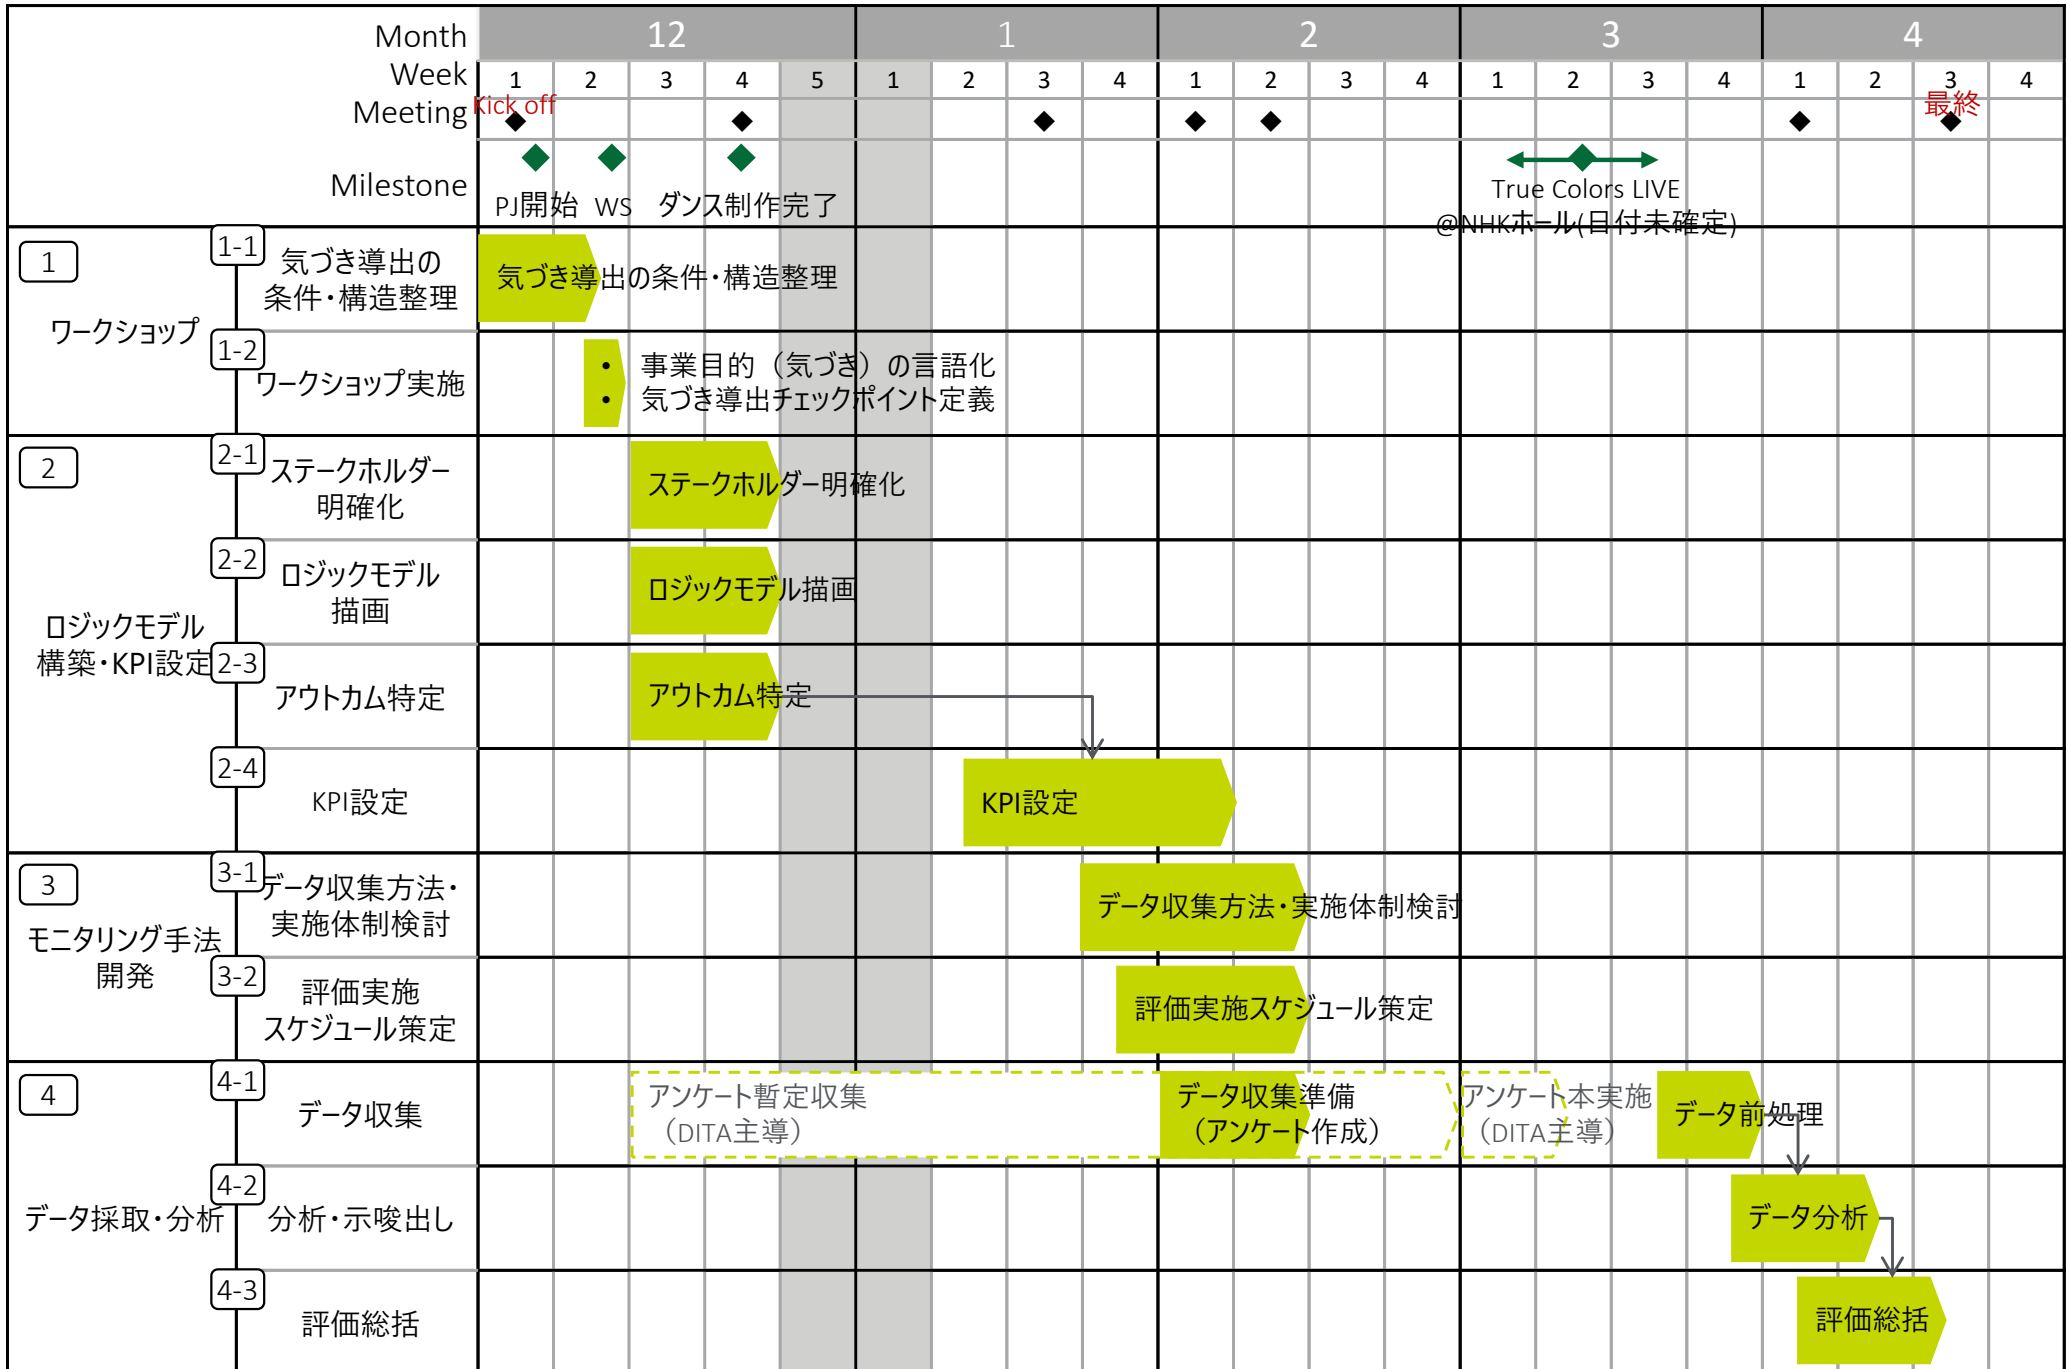 Month 12 1 2 3 4
Week 1 2 3 4 5 1 2 3 4 1 2 3 4 1 2 3 4 1 2 3 4
Meeting Kick off 最終
Milestone
PJ開始 WS ダンス制作完了
True Colors LIVE
@NHKホール(日付未確定)
1
ワークショップ
1-1
気づき導出の
条件・構造整理
気づき導出の条件・構造整理
1-2
ワークショップ実施
• 事業目的（気づき）の言語化
• 気づき導出チェックポイント定義
2
ロジックモデル
構築・KPI設定
2-1
ステークホルダー
明確化
ステークホルダー明確化
2-2
ロジックモデル
描画
ロジックモデル描画
2-3
アウトカム特定
アウトカム特定
2-4
KPI設定
KPI設定
3
モニタリング手法
開発
3-1
データ収集方法・
実施体制検討
データ収集方法・実施体制検討
3-2
評価実施
スケジュール策定
評価実施スケジュール策定
4
データ採取・分析
4-1
データ収集
アンケート暫定収集
（DITA主導）
データ収集準備
（アンケート作成）
アンケート本実施
（DITA主導）
データ前処理
4-2
分析・示唆出し
データ分析
4-3
評価総括
評価総括